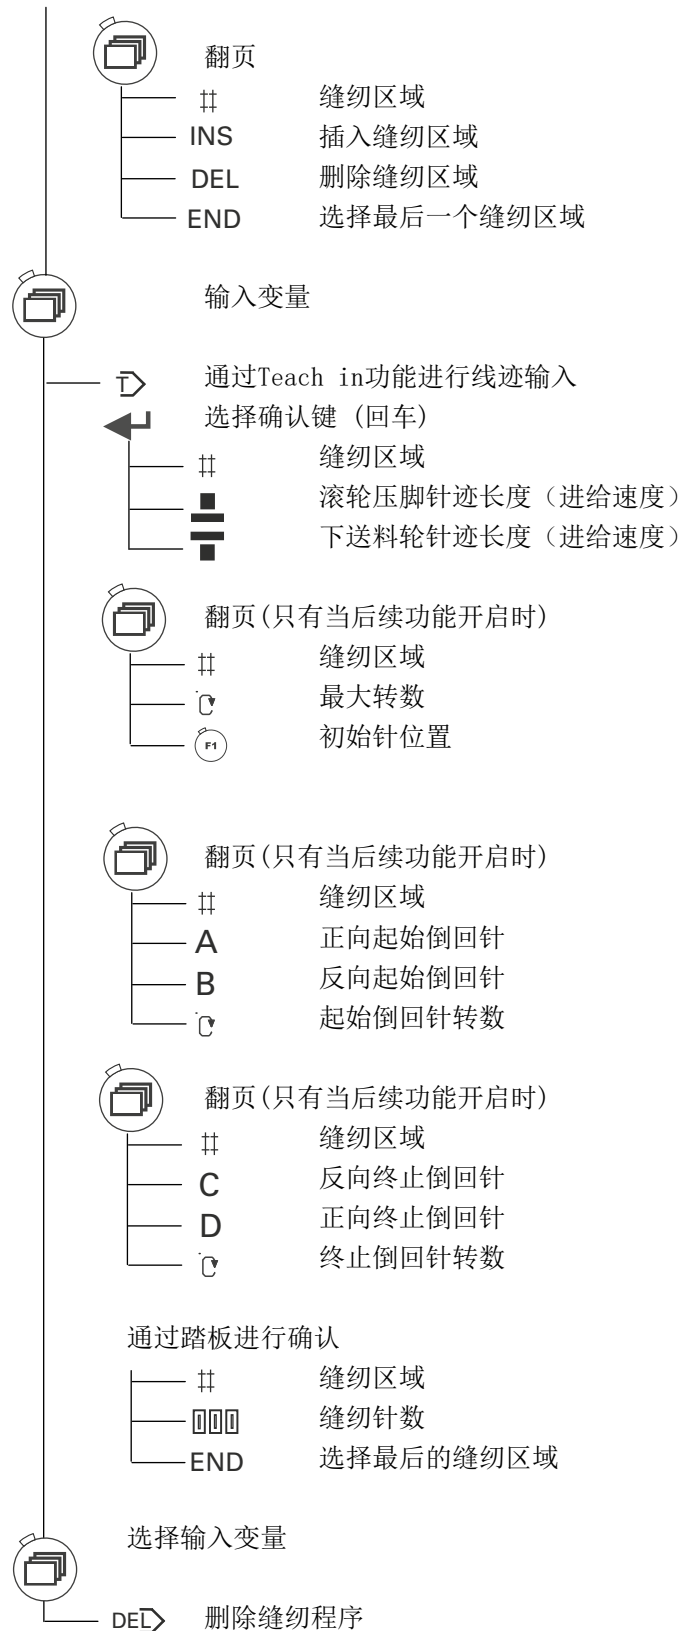 翻页
⌗ 缝纫区域
INS 插入缝纫区域
DEL 删除缝纫区域
END 选择最后一个缝纫区域
输入变量
T 通过Teach in功能进行线迹输入
选择确认键 (回车)
⌗ 缝纫区域
滚轮压脚针迹长度（进给速度）
下送料轮针迹长度（进给速度）
翻页(只有当后续功能开启时)
⌗ 缝纫区域
最大转数
F1 初始针位置
翻页(只有当后续功能开启时)
⌗ 缝纫区域
A 正向起始倒回针
B 反向起始倒回针
起始倒回针转数
翻页(只有当后续功能开启时)
⌗ 缝纫区域
C 反向终止倒回针
D 正向终止倒回针
终止倒回针转数
通过踏板进行确认
⌗ 缝纫区域
缝纫针数
END 选择最后的缝纫区域
选择输入变量
DEL 删除缝纫程序